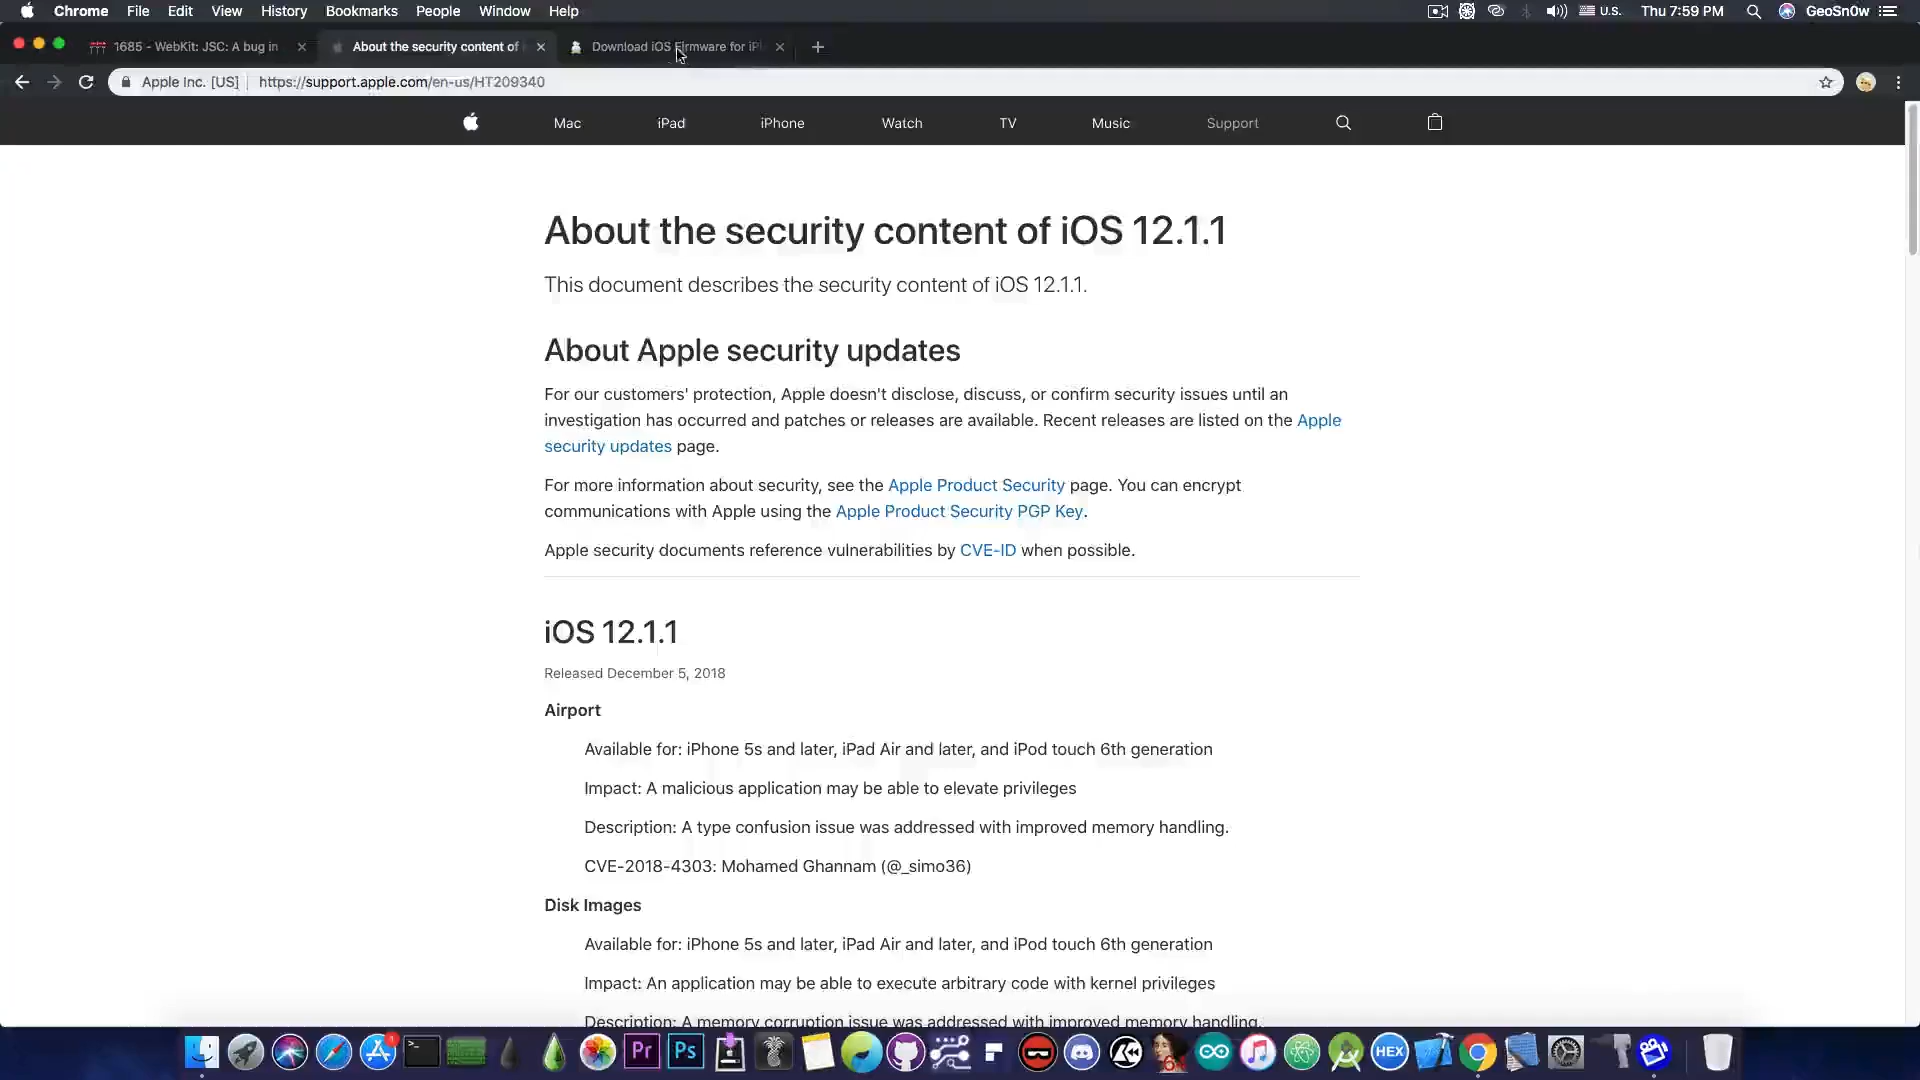 Chrome File Edit View History Bookmarks People Window Help U.S. Thu 7:59 PM GeoSn0w
1685 - WebKit: JSC: A bug in
About the security content of
Download iOS Firmware for iP
Apple Inc. [US] https://support.apple.com/en-us/HT209340
Mac iPad iPhone Watch TV Music Support
About the security content of iOS 12.1.1
This document describes the security content of iOS 12.1.1.
About Apple security updates
For our customers' protection, Apple doesn't disclose, discuss, or confirm security issues until an
investigation has occurred and patches or releases are available. Recent releases are listed on the Apple
security updates page.
For more information about security, see the Apple Product Security page. You can encrypt
communications with Apple using the Apple Product Security PGP Key.
Apple security documents reference vulnerabilities by CVE-ID when possible.
iOS 12.1.1
Released December 5, 2018
Airport
Available for: iPhone 5s and later, iPad Air and later, and iPod touch 6th generation
Impact: A malicious application may be able to elevate privileges
Description: A type confusion issue was addressed with improved memory handling.
CVE-2018-4303: Mohamed Ghannam (@_simo36)
Disk Images
Available for: iPhone 5s and later, iPad Air and later, and iPod touch 6th generation
Impact: An application may be able to execute arbitrary code with kernel privileges
Description: A memory corruption issue was addressed with improved memory handling.
Pr Ps HEX